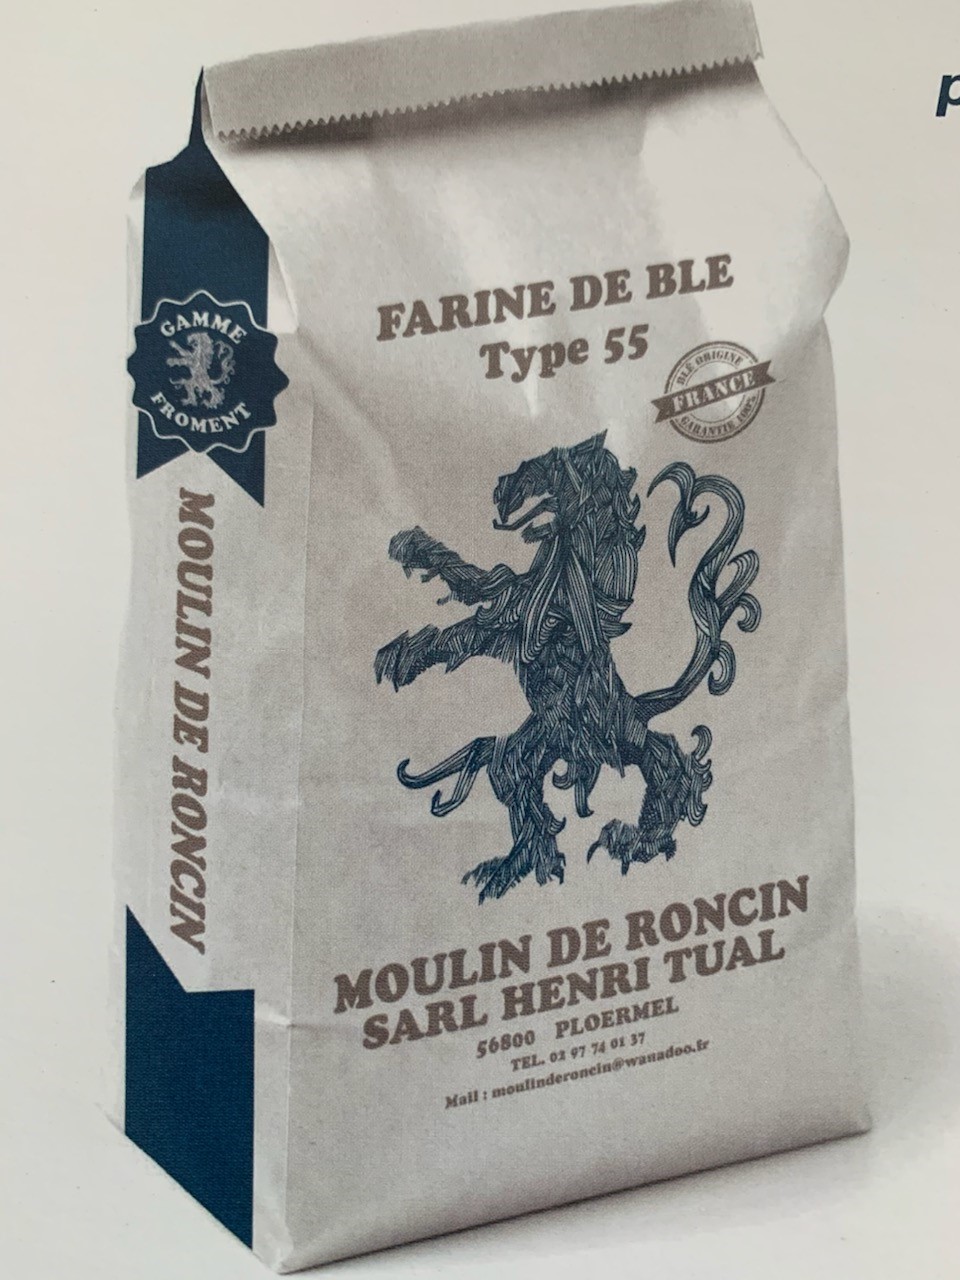 p
FARINE DE BLE
Type 55
BLÉ ORIGINE
FRANCE
GARANTIE 100%
GAMME
FROMENT
MOULIN DE RONCIN
MOULIN DE RONCIN
SARL HENRI TUAL
56800 PLOERMEL
TEL. 02 97 74 01 37
Mail : moulinderoncin@wanadoo.fr